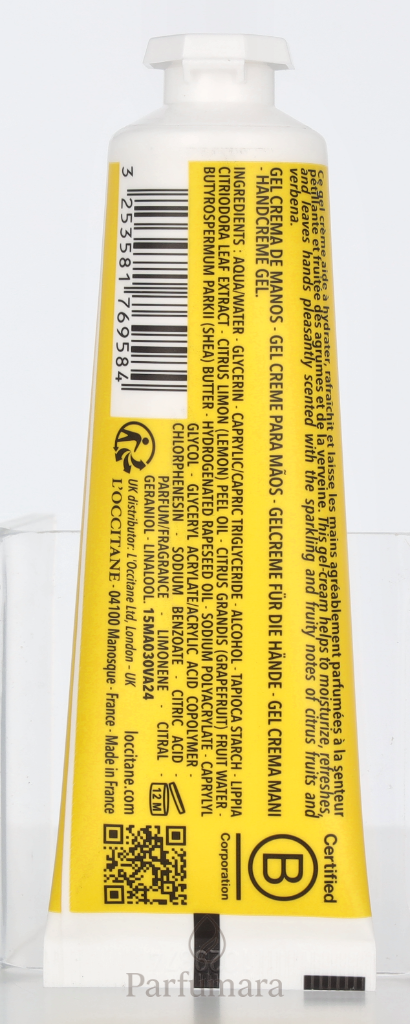 Ce gel crème aide à hydrater, rafraîchit et laisse les mains agréablement parfumées à la senteur
pétillante et fruitée des agrumes et de la verveine. This gel-cream helps to moisturize, refreshes,
and leaves hands pleasantly scented with the sparkling and fruity notes of citrus fruits and
verbena.
GEL CREMA DE MANOS · GEL CREME PARA MÃOS · GELCREME FÜR DIE HÄNDE · GEL CREMA MANI
· HANDCREME GEL.
INGREDIENTS : AQUA/WATER · GLYCERIN · CAPRYLIC/CAPRIC TRIGLYCERIDE · ALCOHOL · TAPIOCA STARCH · LIPPIA
CITRIODORA LEAF EXTRACT · CITRUS LIMON (LEMON) PEEL OIL · CITRUS GRANDIS (GRAPEFRUIT) FRUIT WATER ·
BUTYROSPERMUM PARKII (SHEA) BUTTER · HYDROGENATED RAPESEED OIL · SODIUM POLYACRYLATE · CAPRYLYL
GLYCOL · GLYCERYL ACRYLATE/ACRYLIC ACID COPOLYMER ·
CHLORPHENESIN · SODIUM BENZOATE · CITRIC ACID ·
PARFUM/FRAGRANCE · LIMONENE · CITRAL ·
GERANIOL · LINALOOL 15MA030VA24
12 M
UK distributor: L'Occitane Ltd, London - UK
loccitane.com
L'OCCITANE · 04100 Manosque - France · Made in France
3 253581 769584
Certified
B
Corporation
Parfumara